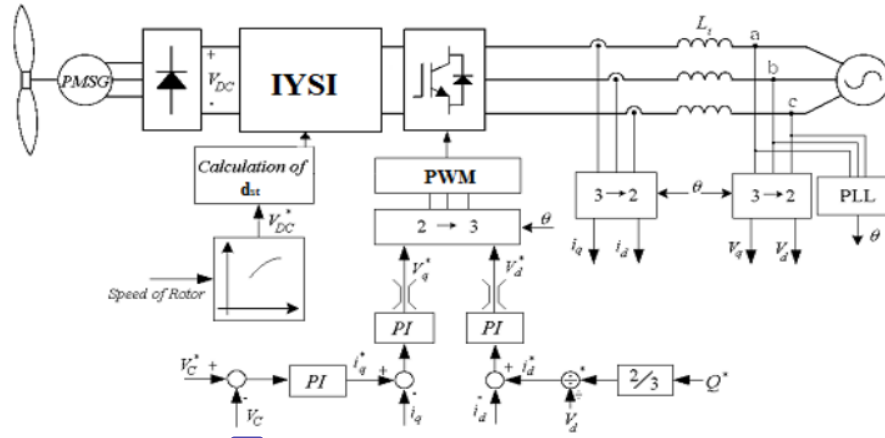 L_i
a
PMSG
+
V_DC
-
IYSI
b
c
Calculation of
d_st
PWM
3 → 2
θ
3 → 2
PLL
V_DC*
2 → 3
θ
i_q
i_d
V_q
V_d
θ
Speed of Rotor
V_q*
V_d*
PI
PI
V_C*
+
-
V_C
PI
i_q*
+
-
i_q
+
-
i_d
i_d*
÷
*
÷
V_d
2/3
Q*